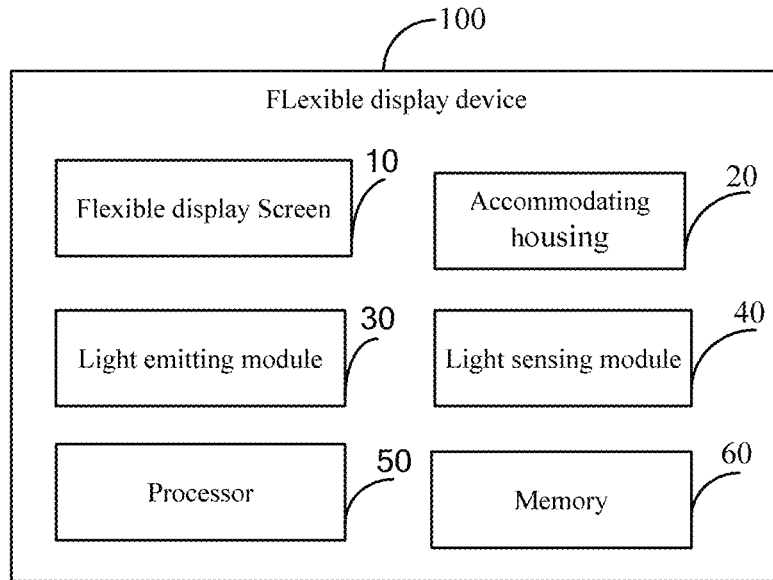 100
FLexible display device
10
Flexible display Screen
20
Accommodating
housing
30
Light emitting module
40
Light sensing module
50
Processor
60
Memory